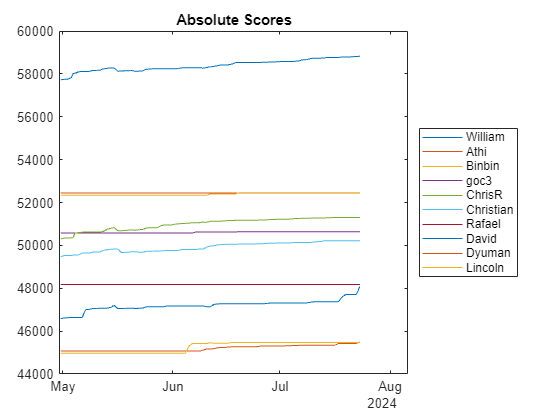 Absolute Scores
60000
58000
56000
54000
52000
50000
48000
46000
44000
May
Jun
Jul
Aug
2024
William
Athi
Binbin
goc3
ChrisR
Christian
Rafael
David
Dyuman
Lincoln